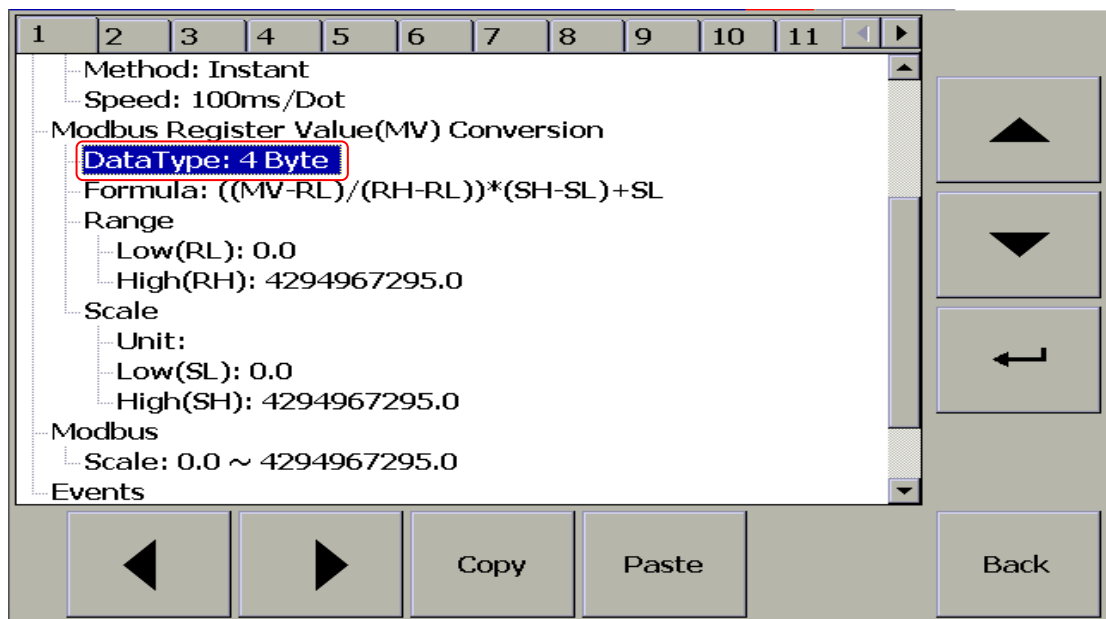 1 2 3 4 5 6 7 8 9 10 11
Method: Instant
Speed: 100ms/Dot
Modbus Register Value(MV) Conversion
DataType: 4 Byte
Formula: ((MV-RL)/(RH-RL))*(SH-SL)+SL
Range
Low(RL): 0.0
High(RH): 4294967295.0
Scale
Unit:
Low(SL): 0.0
High(SH): 4294967295.0
Modbus
Scale: 0.0 ~ 4294967295.0
Events
Copy Paste Back